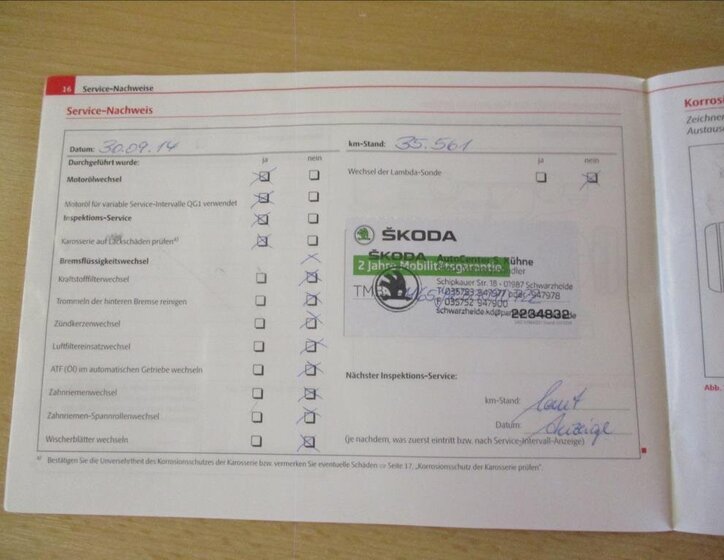 16 Service-Nachweise
Service-Nachweis
Datum: 30.09.14
km-Stand: 35.561
Durchgeführt wurde: ja nein
ja nein
Motorölwechsel
Wechsel der Lambda-Sonde
Motoröl für variable Service-Intervalle QG1 verwendet
Inspektions-Service
Karosserie auf Lackschäden prüfen a)
Bremsflüssigkeitswechsel
Kraftstofffilterwechsel
Trommeln der hinteren Bremse reinigen
Zündkerzenwechsel
Luftfiltereinsatzwechsel
ATF (Öl) im automatischen Getriebe wechseln
Zahnriemenwechsel
Zahnriemen-Spannrollenwechsel
Wischerblätter wechseln
ŠKODA
ŠKODA
AutoCenter S. Kühne
2 Jahre Mobilitätsgarantie
Schipkauer Str. 18 - 01987 Schwarzheide
TMB
F 035752 947900
2234832
Nächster Inspektions-Service:
km-Stand: laut
Datum: Anzeige
(je nachdem, was zuerst eintritt bzw. nach Service-Intervall-Anzeige)
a) Bestätigen Sie die Unversehrtheit des Korrosionsschutzes der Karosserie bzw. vermerken Sie eventuelle Schäden ⇒ Seite 17, „Korrosionsschutz der Karosserie prüfen".
Korrosi
Zeichne
Austaus
Abb.